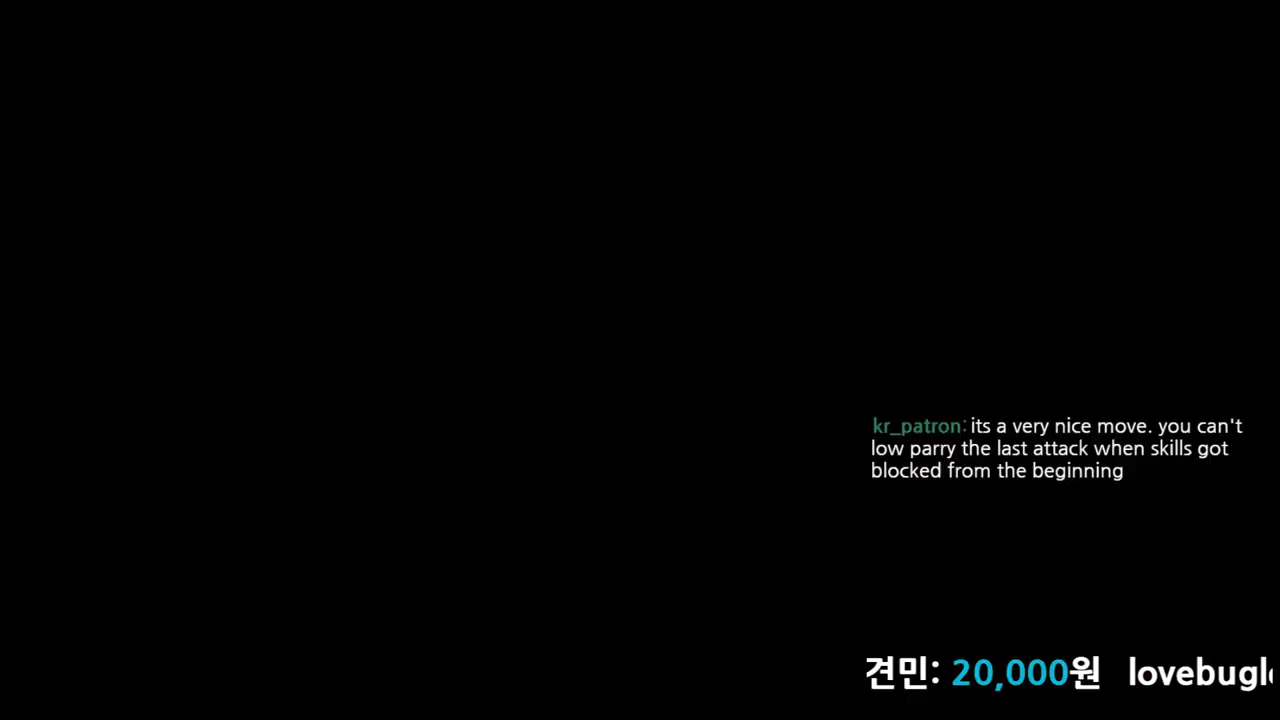 kr_patron: its a very nice move. you can't
low parry the last attack when skills got
blocked from the beginning
견민: 20,000원 lovebugl